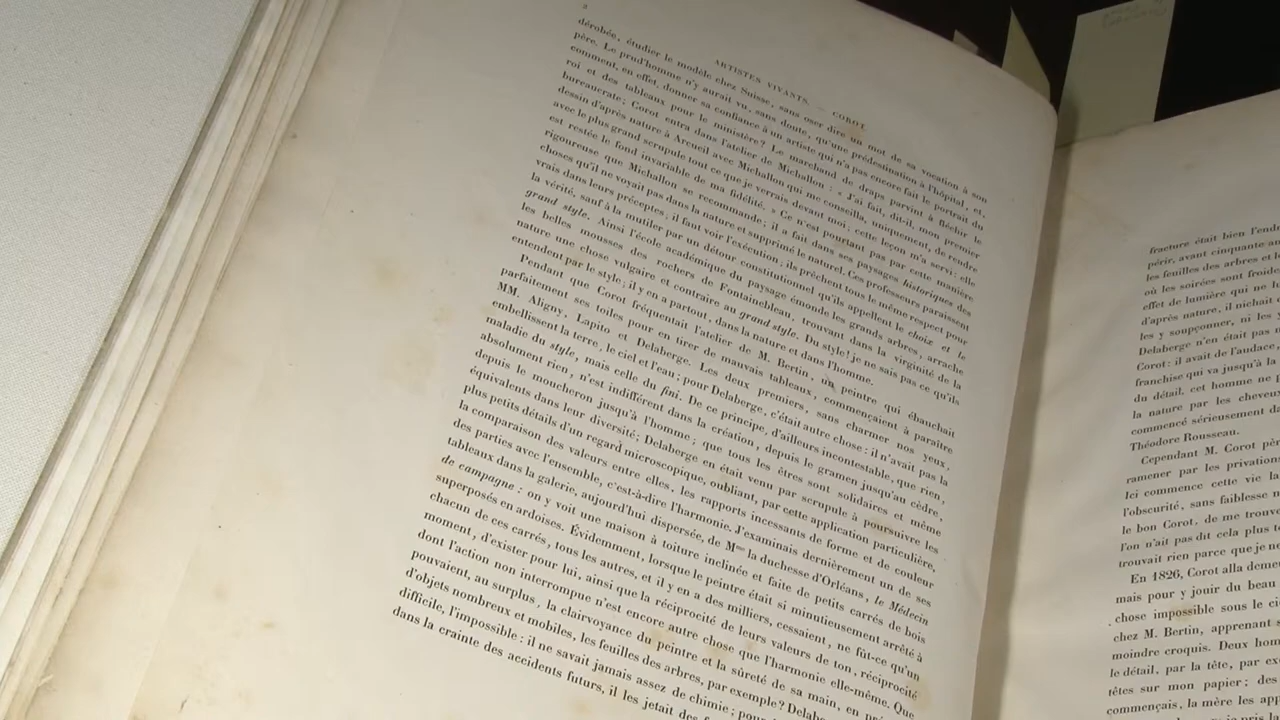 ARTISTES VIVANTS. — COROT
dérobée, étudier le modèle chez Suisse, sans oser dire un mot de sa vocation à son
père. Le prud'homme n'y aurait vu, sans doute, qu'une prédestination à l'hôpital, et,
comment, en effet, donner sa confiance à un artiste qui n'a pas encore fait le portrait du
roi et des tableaux pour le ministère? Le marchand de draps parvint à fléchir le
bureaucrate; Corot entra dans l'atelier de Michallon : « J'ai fait, dit-il, mon premier
dessin d'après nature à Arcueil avec Michallon qui me conseilla, uniquement, de rendre
avec le plus grand scrupule tout ce que je verrais devant moi; cette leçon m'a servi; elle
est restée le fond invariable de ma fidélité. » Ce n'est pourtant pas par cette manière
rigoureuse que Michallon se recommande; il a fait dans ses paysages historiques des
choses qu'il ne voyait pas dans la nature et supprimé le naturel. Ces professeurs paraissent
vrais dans leurs préceptes, il faut voir l'exécution; ils prêchent tous le même respect pour
la vérité, sauf à la mutiler par un détour constitutionnel qu'ils appellent le choix et le
grand style. Ainsi l'école académique du paysage émonde les grands arbres, arrache
les belles mousses des rochers de Fontainebleau, trouvant dans la virginité de la
nature une chose vulgaire et contraire au grand style. Du style! je ne sais pas ce qu'ils
entendent par le style; il y en a partout, dans la nature et dans l'homme.
Pendant que Corot fréquentait l'atelier de M. Bertin, un peintre qui ébauchait
parfaitement ses toiles pour en tirer de mauvais tableaux, commençaient à paraître
MM. Aligny, Lapito et Delaberge. Les deux premiers, sans charmer nos yeux,
embellissent la terre, le ciel et l'eau; pour Delaberge, c'était autre chose : il n'avait pas la
maladie du style, mais celle du fini. De ce principe, d'ailleurs incontestable, que rien,
absolument rien, n'est indifférent dans la création, depuis le gramen jusqu'au cèdre,
depuis le moucheron jusqu'à l'homme; que tous les êtres sont solidaires et même
équivalents dans leur diversité; Delaberge en était venu par scrupule à poursuivre les
plus petits détails d'un regard microscopique, oubliant, par cette application particulière,
la comparaison des valeurs entre elles, les rapports incessants de forme et de couleur
des parties avec l'ensemble, c'est-à-dire l'harmonie. J'examinais dernièrement un de ses
tableaux dans la galerie, aujourd'hui dispersée, de Mme la duchesse d'Orléans, le Médecin
de campagne : on y voit une maison à toiture inclinée et faite de petits carrés de bois
superposés en ardoises. Évidemment, lorsque le peintre était si minutieusement arrêté à
chacun de ces carrés, tous les autres, et il y en a des milliers, cessaient, ne fût-ce qu'un
moment, d'exister pour lui, ainsi que la réciprocité de leurs valeurs de ton, réciprocité
dont l'action non interrompue n'est encore autre chose que l'harmonie elle-même. Que
pouvaient, au surplus, la clairvoyance du peintre et la sûreté de sa main, en
d'objets nombreux et mobiles, les feuilles des arbres, par exemple?
difficile, l'impossible : il ne savait jamais assez de chimie;
dans la crainte des accidents futurs, il les jetait des
fracture était bien
périr, avant cinquante
les feuilles des arbres et
où les soirées sont
effet de lumière qui ne
d'après nature, il nichait
les y soupçonner, ni les
Delaberge n'en était pas
Corot : il avait de l'audace,
franchise qui va jusqu'à
du détail, cet homme ne
la nature par les
commencé sérieusement
Théodore Rousseau.
Cependant M. Corot
ramener par les
Ici commence cette vie
l'obscurité, sans faiblesse
le bon Corot, de me
l'on n'ait pas dit cela plus
trouvait rien parce que je
En 1826, Corot alla
mais pour y jouir du beau
chose impossible sous le
chez M. Bertin, apprenant
moindre croquis. Deux
le détail, par la tête, par
têtes sur mon papier; des
commençais, la mère les